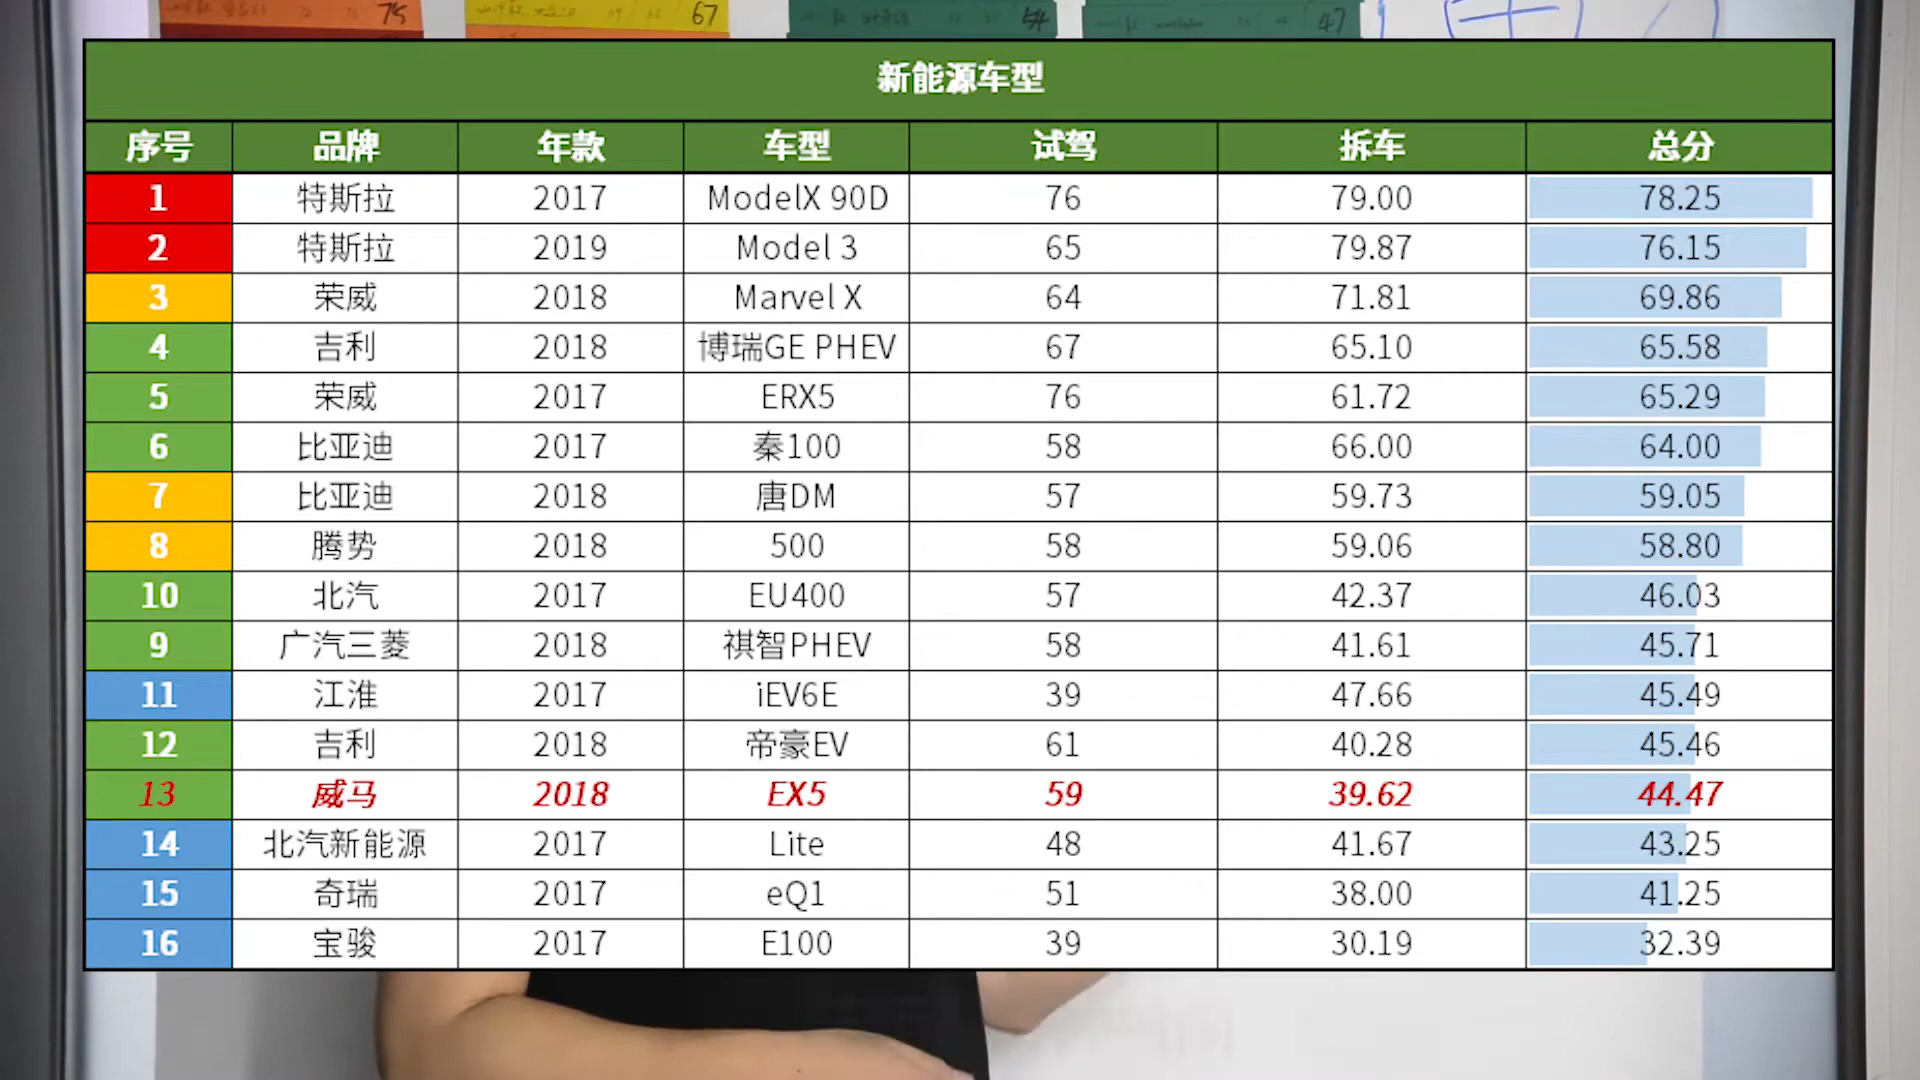 75 67 54 47
新能源车型
序号 品牌 年款 车型 试驾 拆车 总分
1 特斯拉 2017 ModelX 90D 76 79.00 78.25
2 特斯拉 2019 Model 3 65 79.87 76.15
3 荣威 2018 Marvel X 64 71.81 69.86
4 吉利 2018 博瑞GE PHEV 67 65.10 65.58
5 荣威 2017 ERX5 76 61.72 65.29
6 比亚迪 2017 秦100 58 66.00 64.00
7 比亚迪 2018 唐DM 57 59.73 59.05
8 腾势 2018 500 58 59.06 58.80
10 北汽 2017 EU400 57 42.37 46.03
9 广汽三菱 2018 祺智PHEV 58 41.61 45.71
11 江淮 2017 iEV6E 39 47.66 45.49
12 吉利 2018 帝豪EV 61 40.28 45.46
13 威马 2018 EX5 59 39.62 44.47
14 北汽新能源 2017 Lite 48 41.67 43.25
15 奇瑞 2017 eQ1 51 38.00 41.25
16 宝骏 2017 E100 39 30.19 32.39